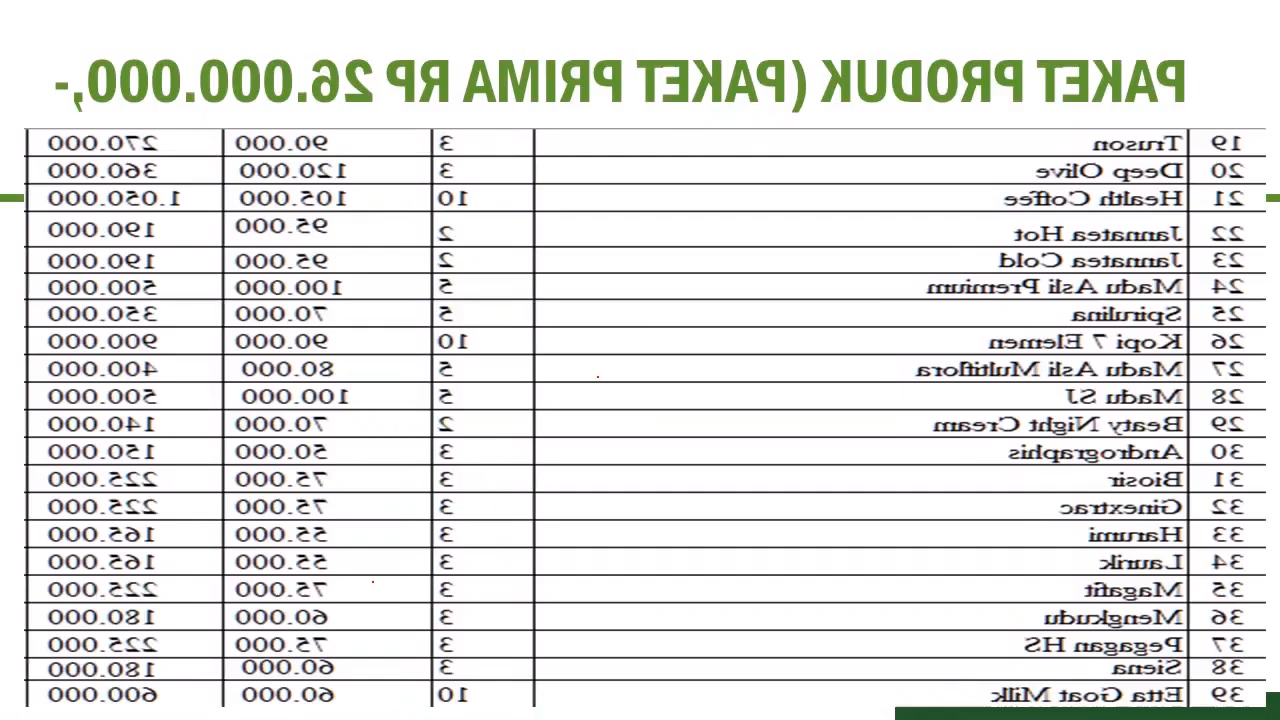 PAKET PRODUK (PAKET PRIMA RP 26.000.000,-
19 Truson 3 90.000 270.000
20 Deep Olive 3 120.000 360.000
21 Health Coffee 10 105.000 1.050.000
22 Jannatea Hot 2 95.000 190.000
23 Jannatea Cold 2 95.000 190.000
24 Madu Asli Premium 5 100.000 500.000
25 Spirulina 5 70.000 350.000
26 Kopi 7 Elemen 10 90.000 900.000
27 Madu Asli Multiflora 5 80.000 400.000
28 Madu SJ 5 100.000 500.000
29 Beaty Night Cream 2 70.000 140.000
30 Andrographis 3 50.000 150.000
31 Biosir 3 75.000 225.000
32 Ginextrac 3 75.000 225.000
33 Harumi 3 55.000 165.000
34 Laurik 3 55.000 165.000
35 Magafit 3 75.000 225.000
36 Mengkudu 3 60.000 180.000
37 Pegagan HS 3 75.000 225.000
38 Siena 3 60.000 180.000
39 Etta Goat Milk 10 60.000 600.000